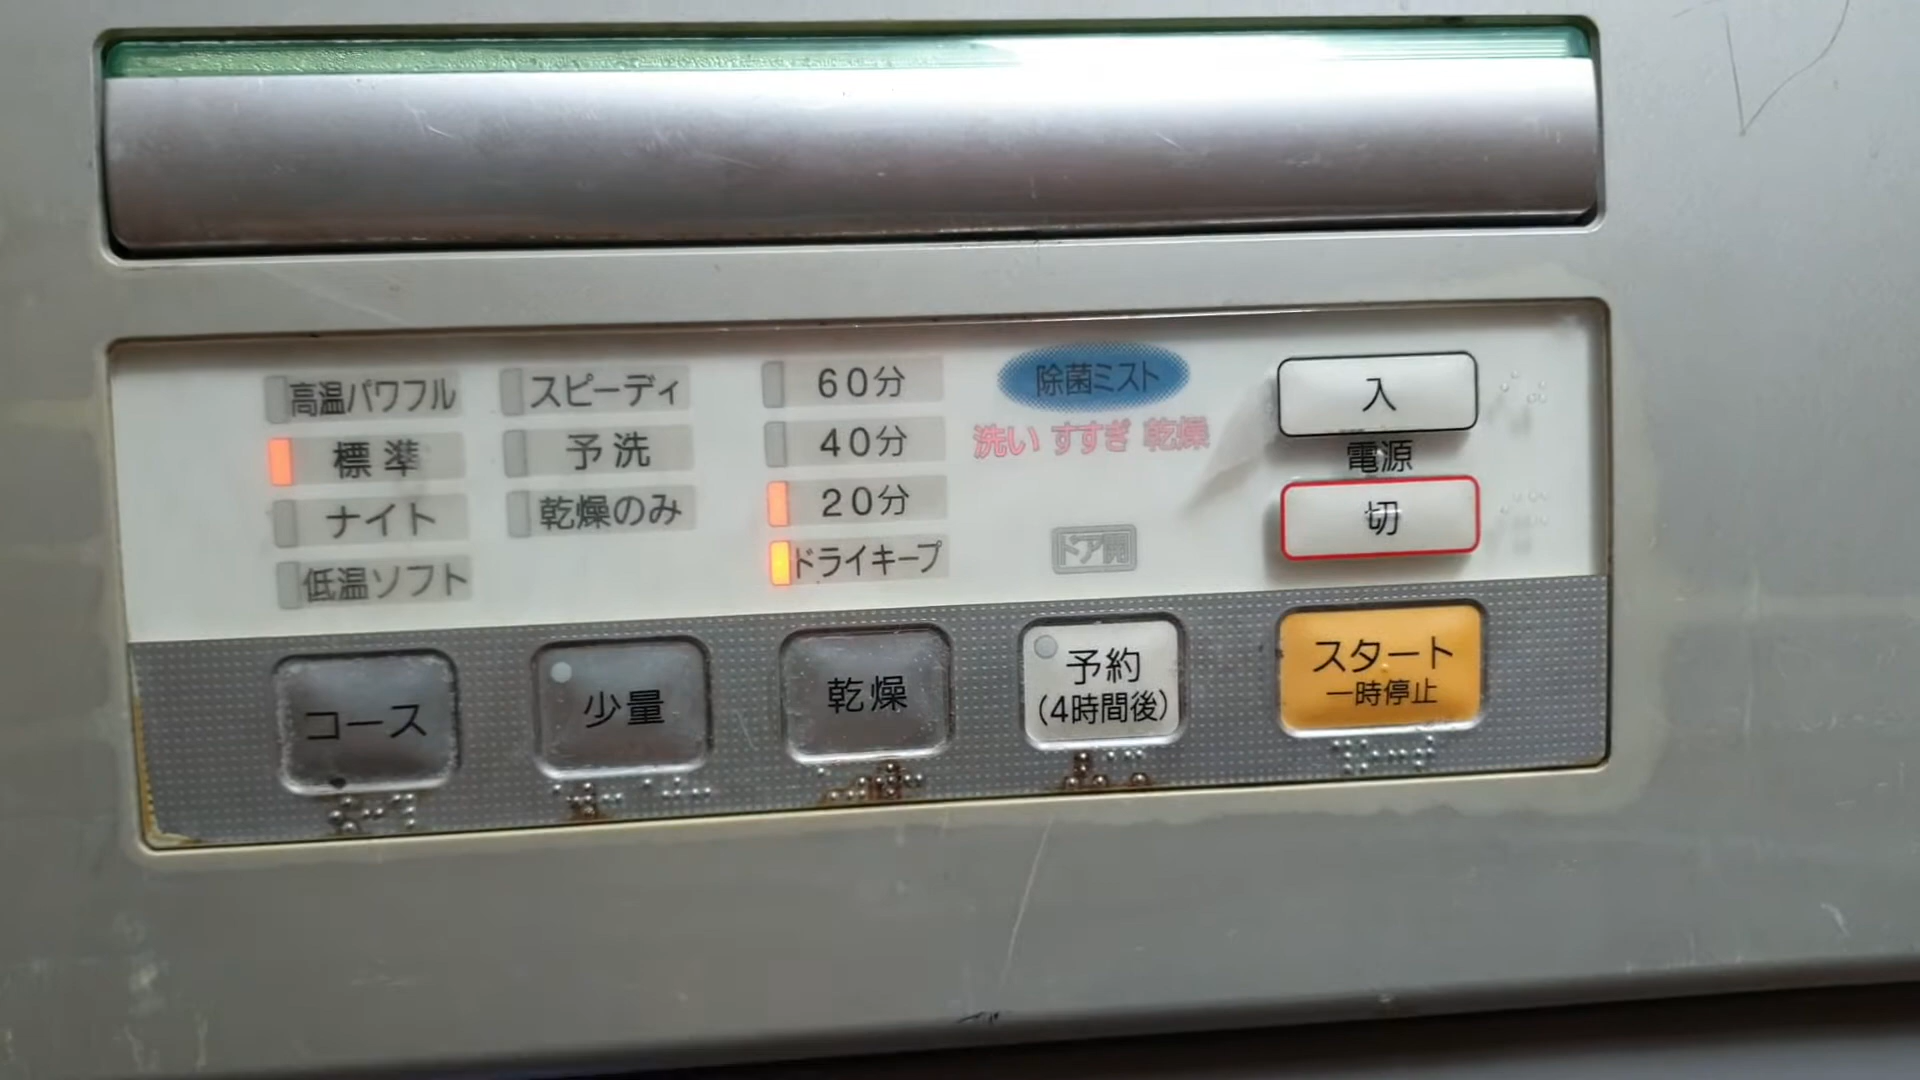 高温パワフル
標準
ナイト
低温ソフト
スピーディ
予洗
乾燥のみ
60分
40分
20分
ドライキープ
除菌ミスト
洗い すすぎ 乾燥
ドア開
入
電源
切
コース
少量
乾燥
予約
(4時間後)
スタート
一時停止